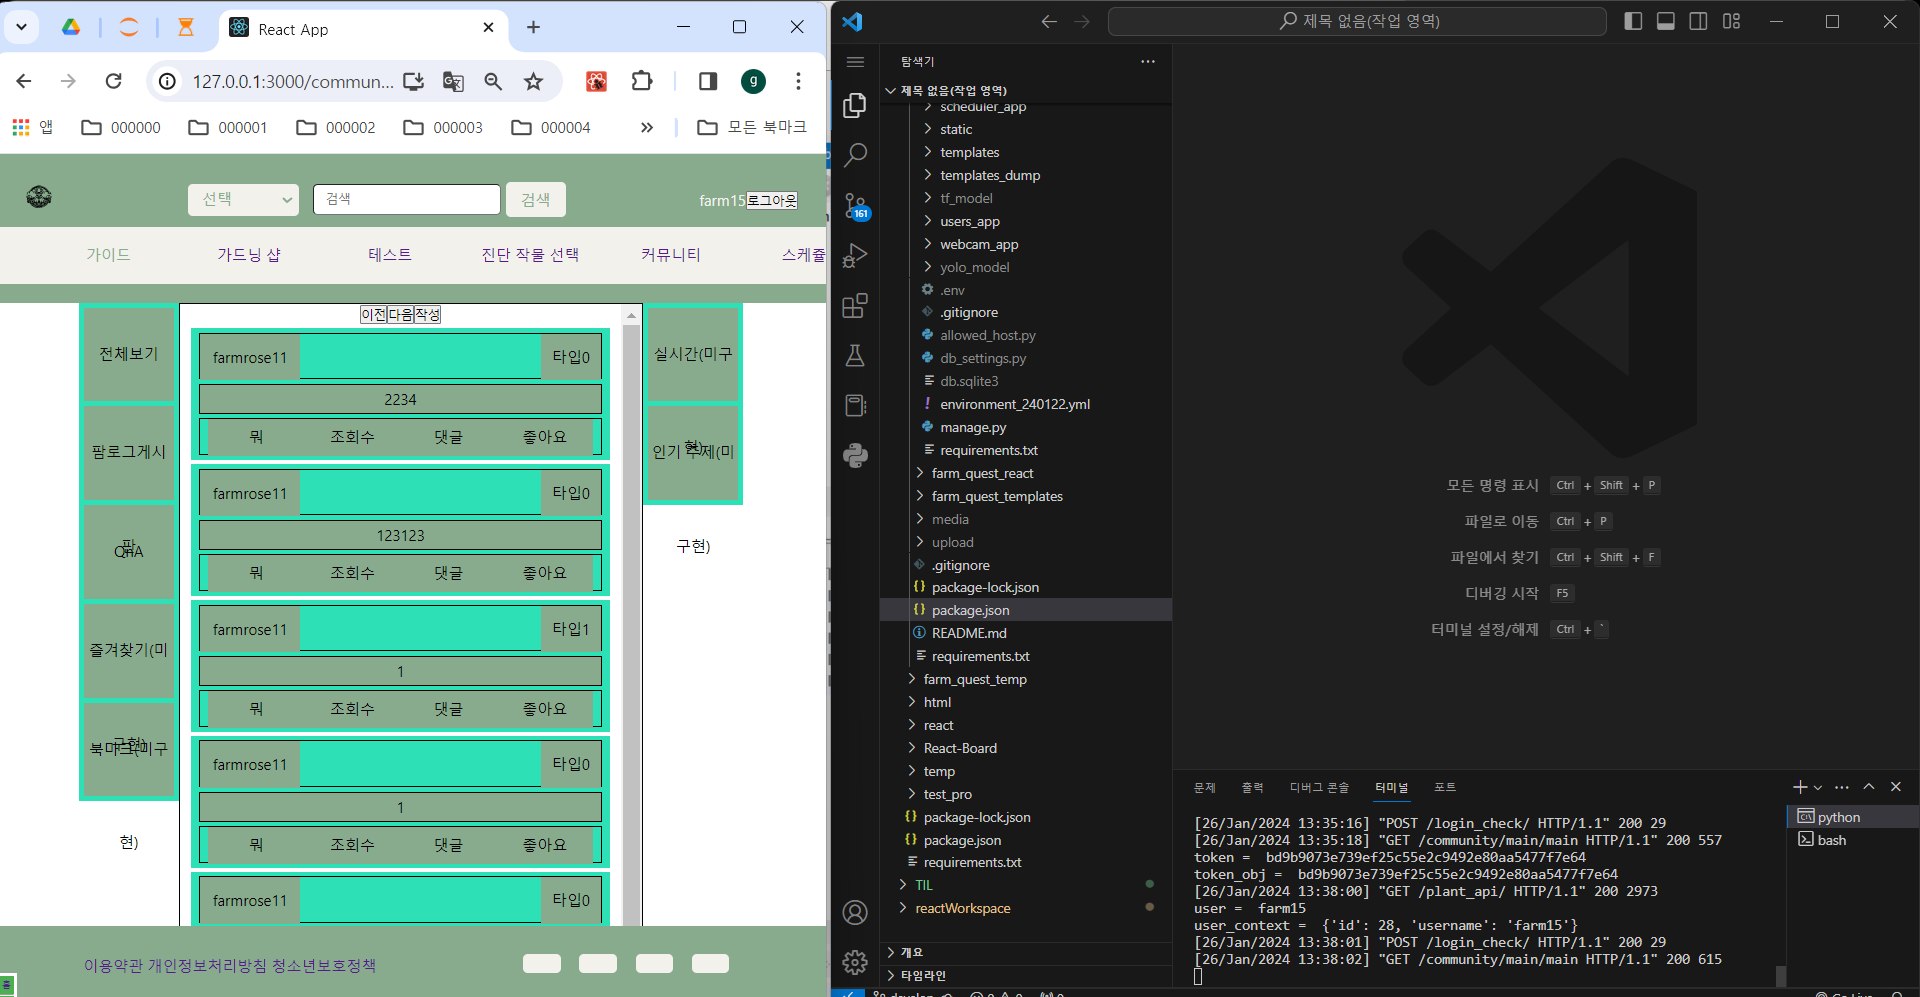 React App
127.0.0.1:3000/commun...
g
앱
000000
000001
000002
000003
000004
모든 북마크
선택
검색
검색
farm15
로그아웃
가이드
가드닝 샵
테스트
진단 작물 선택
커뮤니티
스케쥴
전체보기
팜로그게시
판
QnA
즐겨찾기(미
구현)
북마크(미구
현)
이전
다음
작성
farmrose11
타입0
2234
뭐
조회수
댓글
좋아요
farmrose11
타입0
123123
뭐
조회수
댓글
좋아요
farmrose11
타입1
1
뭐
조회수
댓글
좋아요
farmrose11
타입0
1
뭐
조회수
댓글
좋아요
farmrose11
타입0
실시간(미구
현)
인기 주제(미
구현)
이용약관 개인정보처리방침 청소년보호정책
홈
제목 없음(작업 영역)
탐색기
제목 없음(작업 영역)
scheduler_app
static
templates
templates_dump
tf_model
users_app
webcam_app
yolo_model
.env
.gitignore
allowed_host.py
db_settings.py
db.sqlite3
environment_240122.yml
manage.py
requirements.txt
farm_quest_react
farm_quest_templates
media
upload
.gitignore
package-lock.json
package.json
README.md
requirements.txt
farm_quest_temp
html
react
React-Board
temp
test_pro
package-lock.json
package.json
requirements.txt
TIL
reactWorkspace
개요
타임라인
161
모든 명령 표시 Ctrl + Shift + P
파일로 이동 Ctrl + P
파일에서 찾기 Ctrl + Shift + F
디버깅 시작 F5
터미널 설정/해제 Ctrl + `
문제
출력
디버그 콘솔
터미널
포트
[26/Jan/2024 13:35:16] "POST /login_check/ HTTP/1.1" 200 29
[26/Jan/2024 13:35:18] "GET /community/main/main HTTP/1.1" 200 557
token =  bd9b9073e739ef25c55e2c9492e80aa5477f7e64
token_obj =  bd9b9073e739ef25c55e2c9492e80aa5477f7e64
[26/Jan/2024 13:38:00] "GET /plant_api/ HTTP/1.1" 200 2973
user =  farm15
user_context =  {'id': 28, 'username': 'farm15'}
[26/Jan/2024 13:38:01] "POST /login_check/ HTTP/1.1" 200 29
[26/Jan/2024 13:38:02] "GET /community/main/main HTTP/1.1" 200 615
python
bash